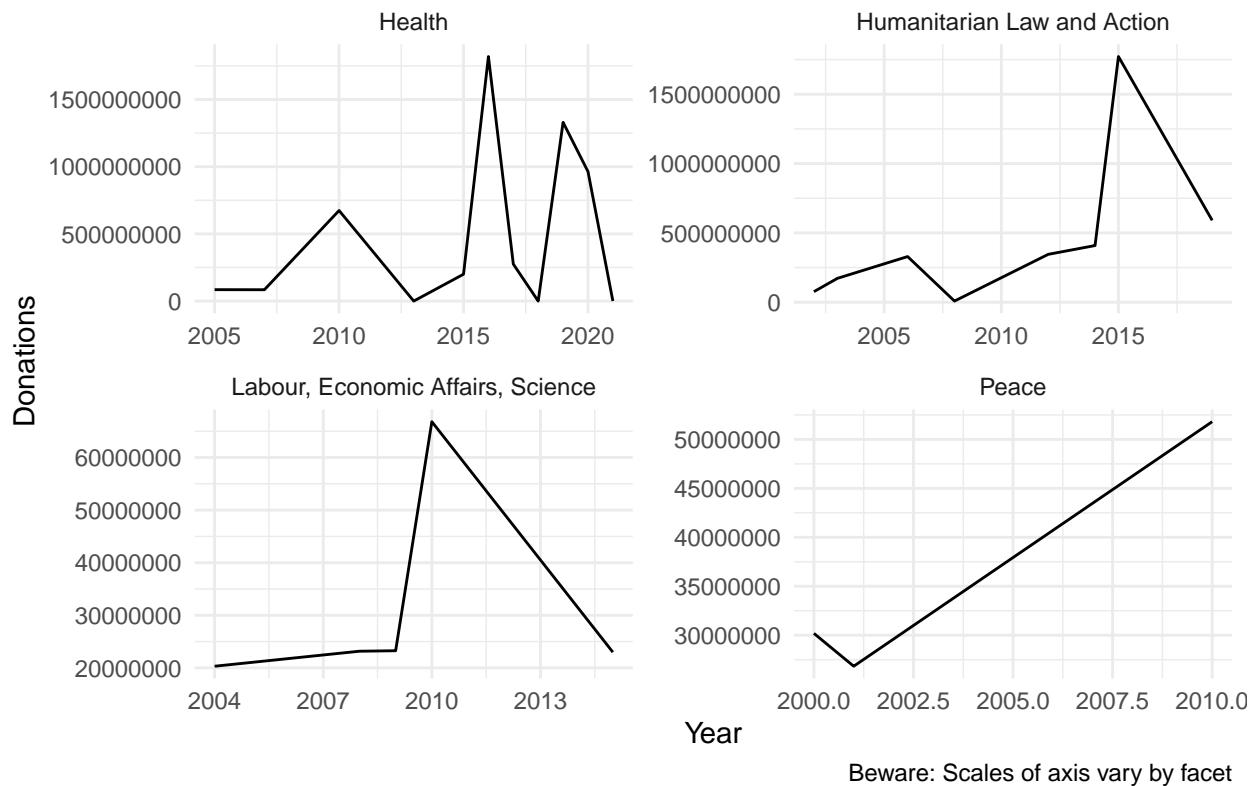 Health
Humanitarian Law and Action
1500000000
1000000000
500000000
0
2005 2010 2015 2020
1500000000
1000000000
500000000
0
2005 2010 2015
Donations
Labour, Economic Affairs, Science
Peace
60000000
50000000
40000000
30000000
20000000
2004 2007 2010 2013
50000000
45000000
40000000
35000000
30000000
2000.0 2002.5 2005.0 2007.5 2010.0
Year
Beware: Scales of axis vary by facet